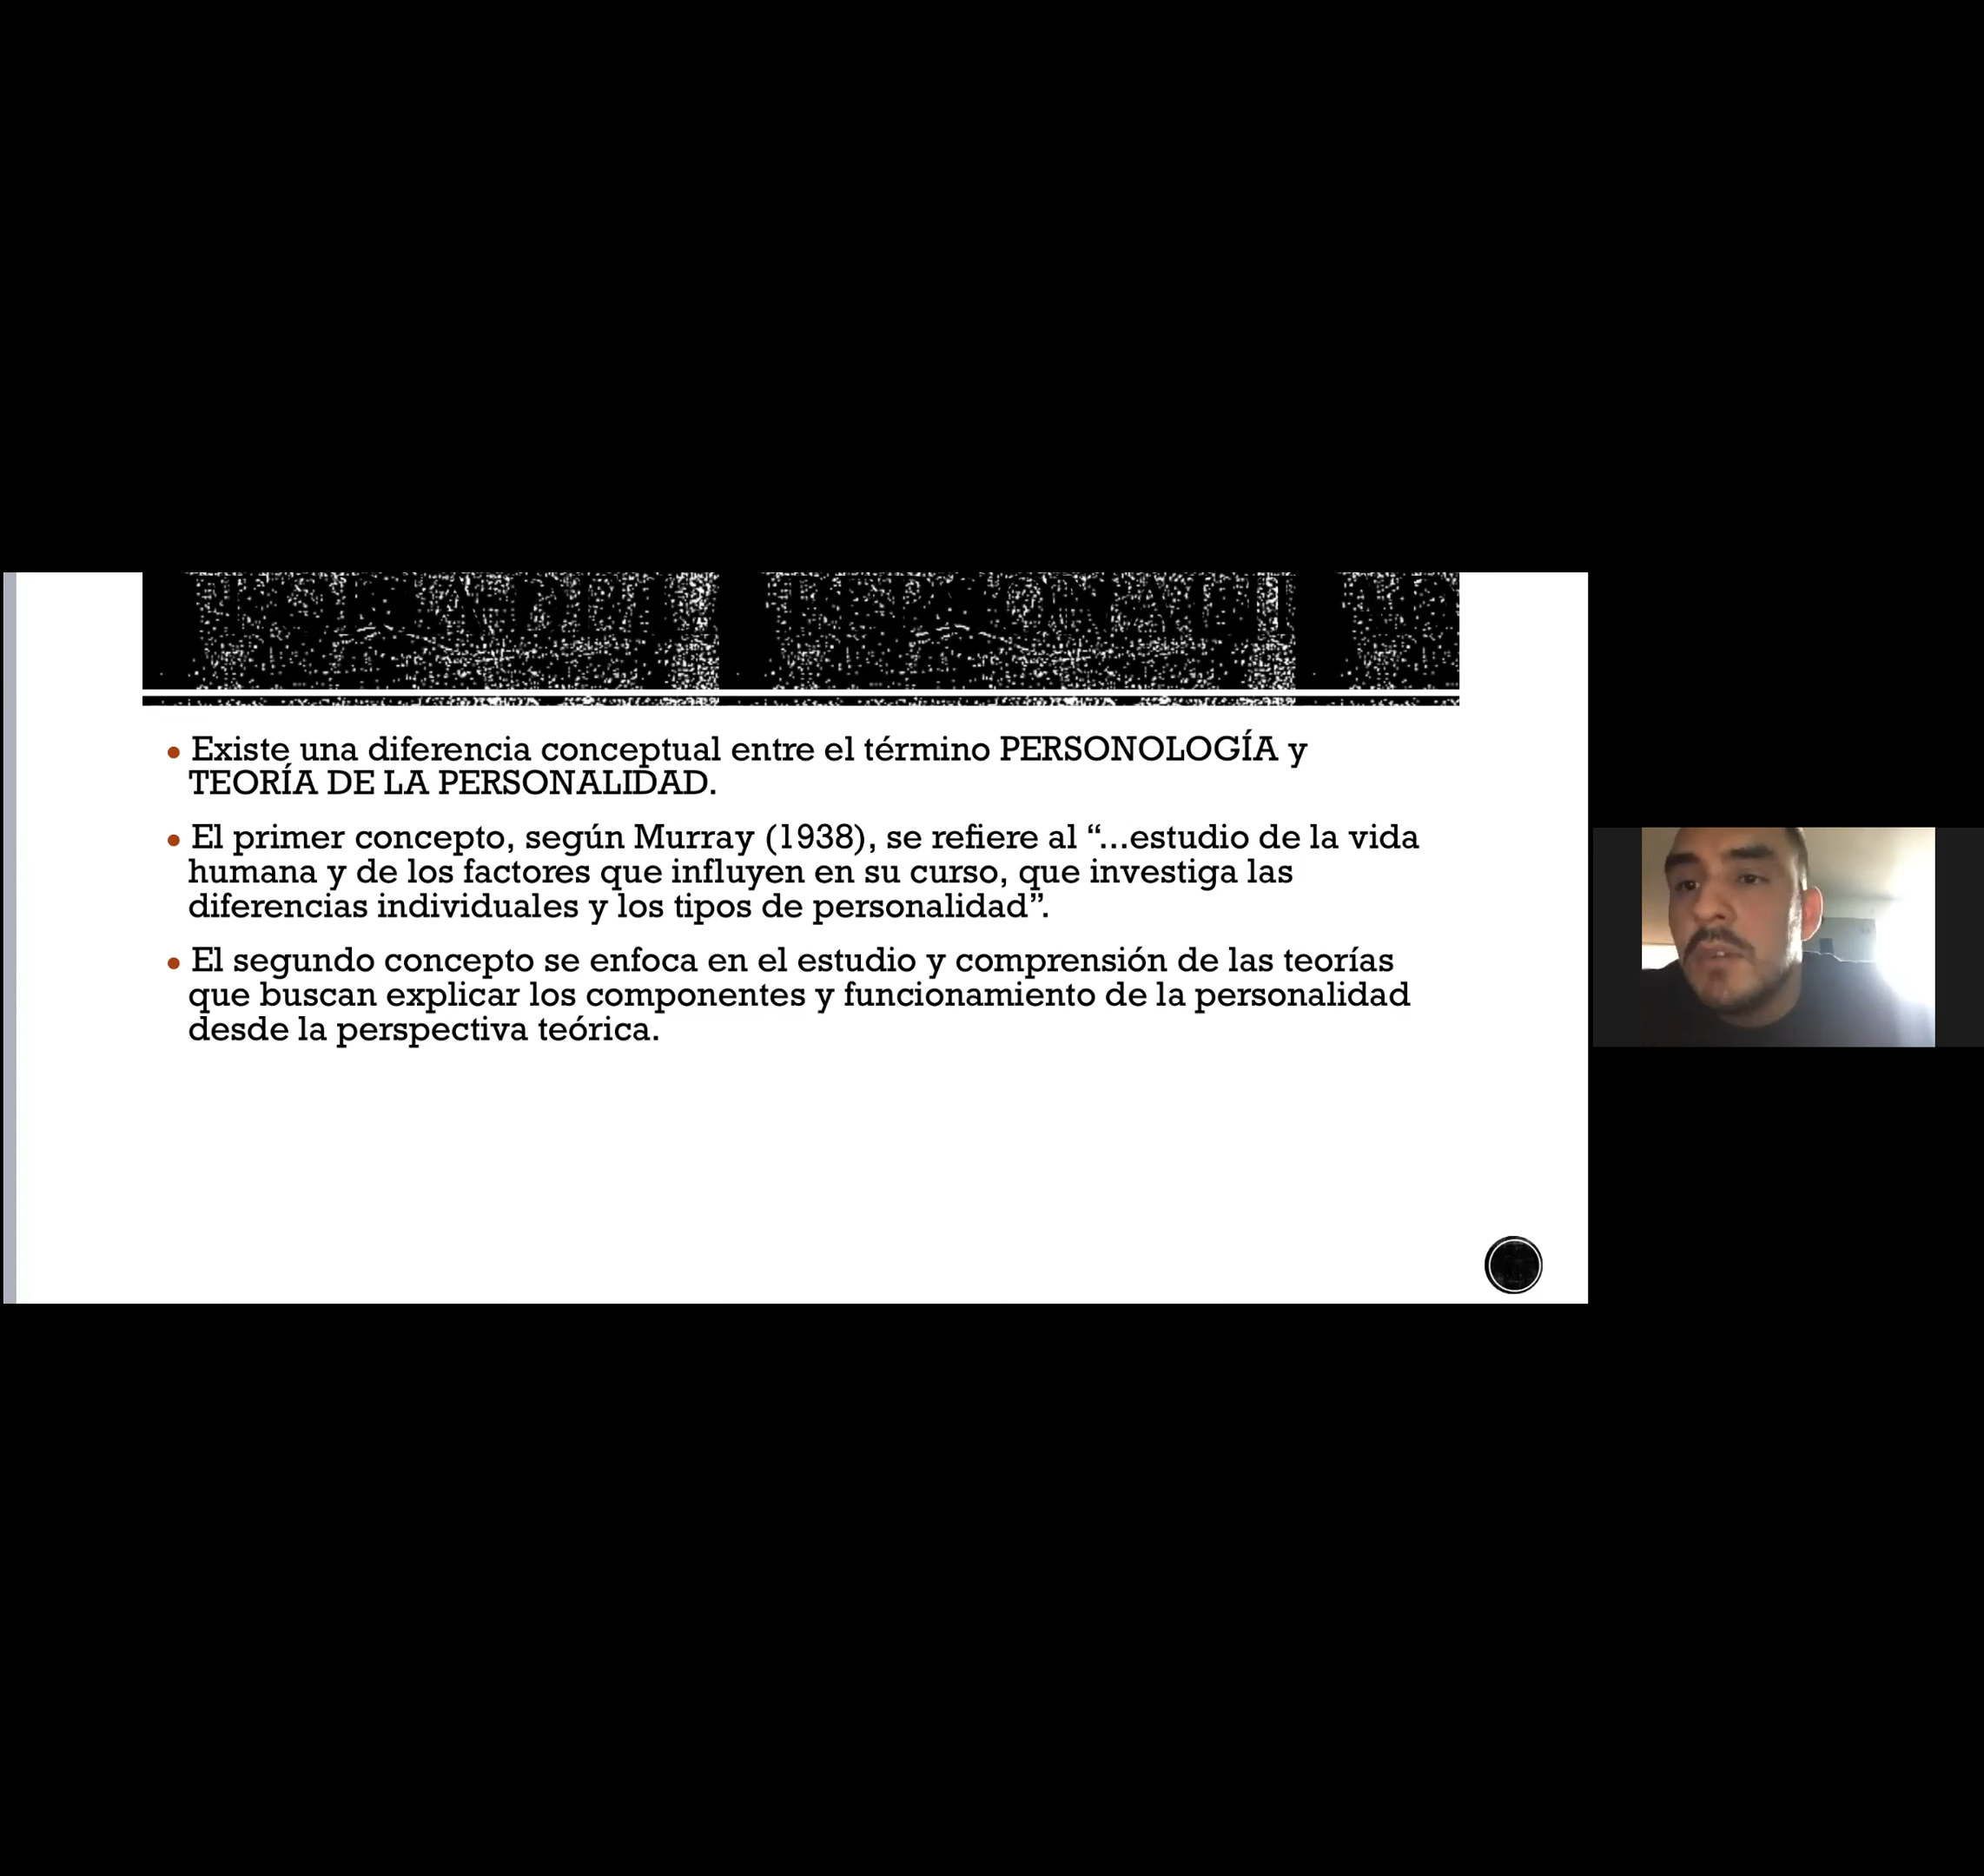 Existe una diferencia conceptual entre el término PERSONOLOGÍA y
TEORÍA DE LA PERSONALIDAD.
El primer concepto, según Murray (1938), se refiere al “...estudio de la vida
humana y de los factores que influyen en su curso, que investiga las
diferencias individuales y los tipos de personalidad”.
El segundo concepto se enfoca en el estudio y comprensión de las teorías
que buscan explicar los componentes y funcionamiento de la personalidad
desde la perspectiva teórica.